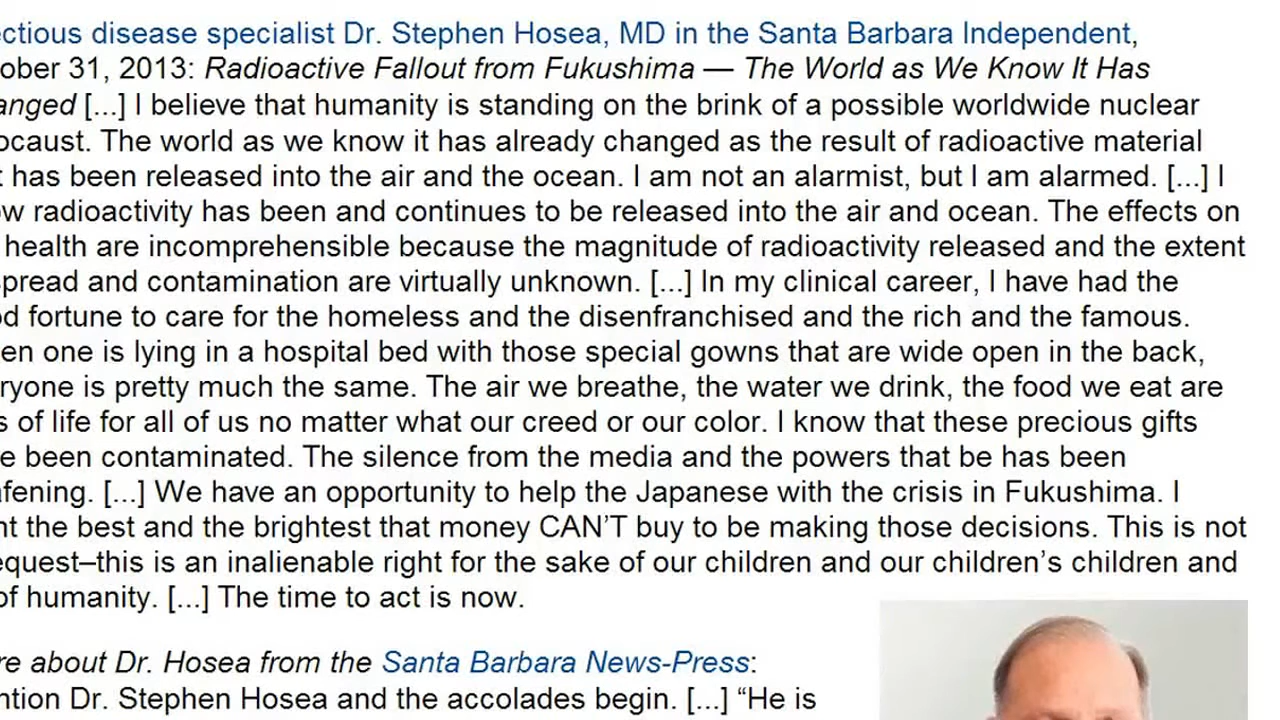 ectious disease specialist Dr. Stephen Hosea, MD in the Santa Barbara Independent,
ober 31, 2013: Radioactive Fallout from Fukushima — The World as We Know It Has
anged [...] I believe that humanity is standing on the brink of a possible worldwide nuclear
ocaust. The world as we know it has already changed as the result of radioactive material
t has been released into the air and the ocean. I am not an alarmist, but I am alarmed. [...] I
ow radioactivity has been and continues to be released into the air and ocean. The effects on
health are incomprehensible because the magnitude of radioactivity released and the extent
spread and contamination are virtually unknown. [...] In my clinical career, I have had the
od fortune to care for the homeless and the disenfranchised and the rich and the famous.
en one is lying in a hospital bed with those special gowns that are wide open in the back,
ryone is pretty much the same. The air we breathe, the water we drink, the food we eat are
s of life for all of us no matter what our creed or our color. I know that these precious gifts
e been contaminated. The silence from the media and the powers that be has been
afening. [...] We have an opportunity to help the Japanese with the crisis in Fukushima. I
nt the best and the brightest that money CAN’T buy to be making those decisions. This is not
equest–this is an inalienable right for the sake of our children and our children’s children and
of humanity. [...] The time to act is now.
re about Dr. Hosea from the Santa Barbara News-Press:
ntion Dr. Stephen Hosea and the accolades begin. [...] “He is